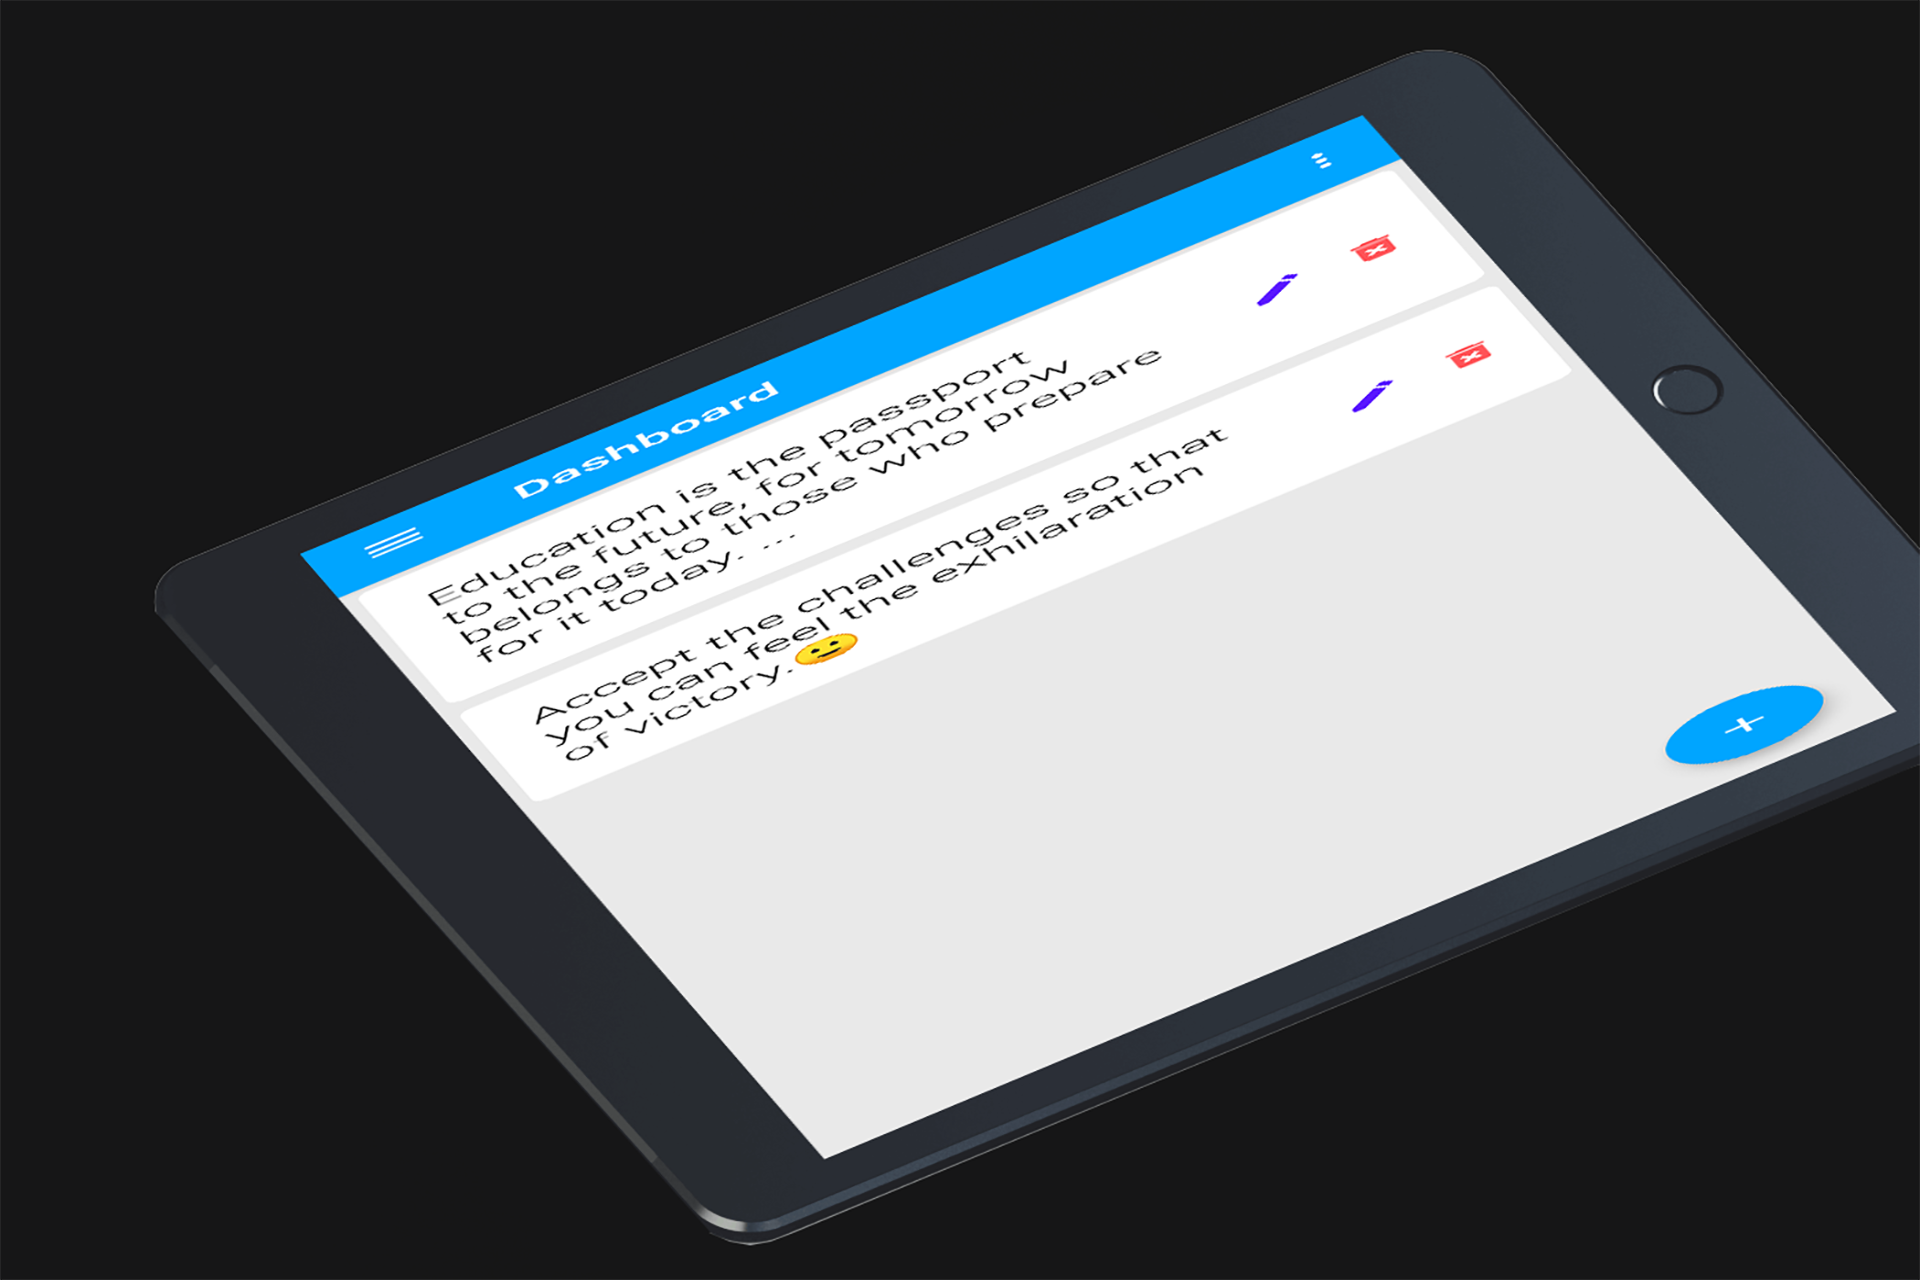 Dashboard
Education is the passport
to the future, for tomorrow
belongs to those who prepare
for it today. ...
Accept the challenges so that
you can feel the exhilaration
of victory.🙂